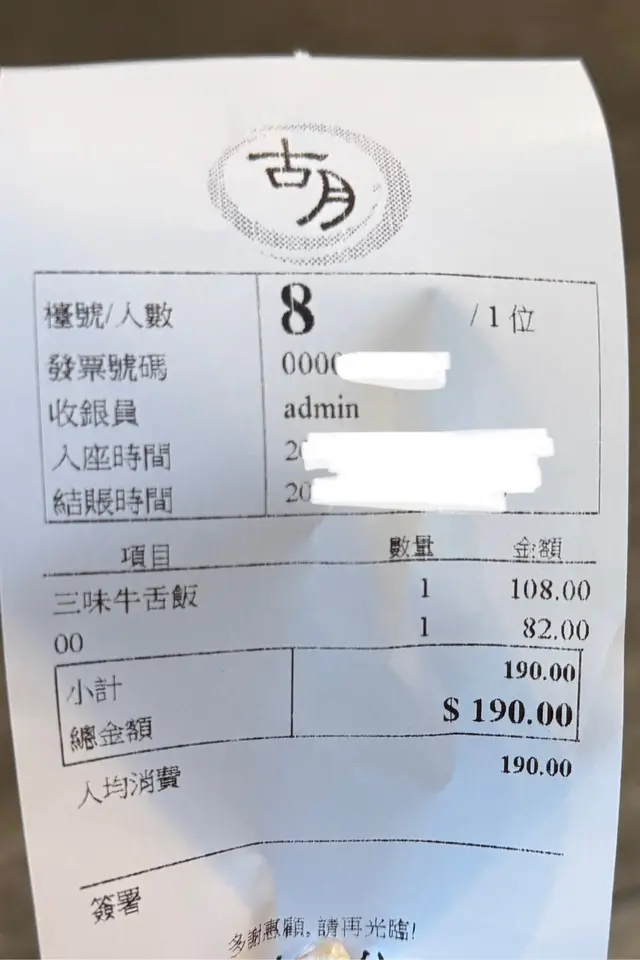 胡
檯號/人數 8 /1 位
發票號碼 0000
收銀員 admin
入座時間 2
結賬時間 20
項目 數量 金額
三味牛舌飯 1 108.00
00 1 82.00
小計 190.00
總金額 $ 190.00
人均消費 190.00
簽署
多謝惠顧, 請再光臨!